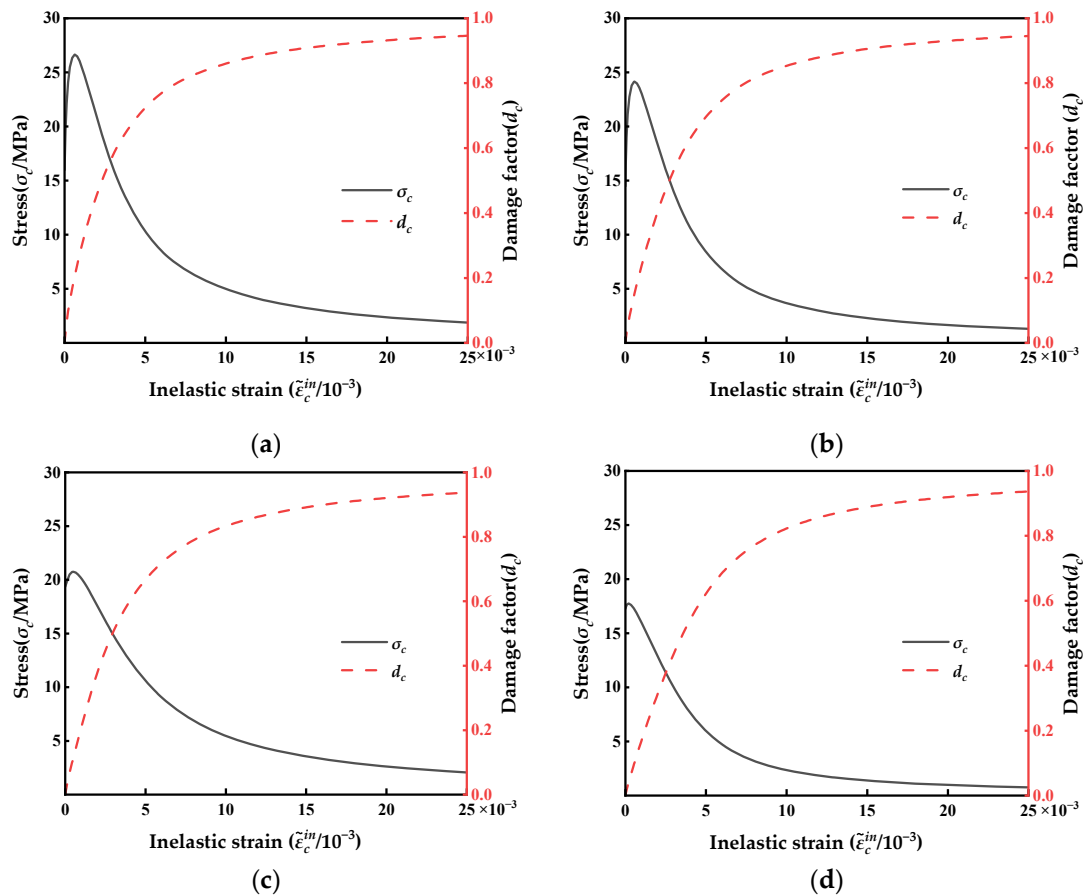 30
25
20
15
10
5
1.0
0.8
0.6
0.4
0.2
0.0
0 5 10 15 20 25 ×10⁻³
Stress(σc/MPa)
Damage factor(dc)
σc
dc
Inelastic strain (ε̃cⁱⁿ/10⁻³)
(a)
30
25
20
15
10
5
1.0
0.8
0.6
0.4
0.2
0.0
0 5 10 15 20 25 ×10⁻³
Stress(σc/MPa)
Damage facctor (dc)
σc
dc
Inelastic strain (ε̃cⁱⁿ/10⁻³)
(b)
30
25
20
15
10
5
1.0
0.8
0.6
0.4
0.2
0.0
0 5 10 15 20 25 ×10⁻³
Stress(σc/MPa)
Damage factor(dc)
σc
dc
Inelastic strain (ε̃cⁱⁿ/10⁻³)
(c)
30
25
20
15
10
5
1.0
0.8
0.6
0.4
0.2
0.0
0 5 10 15 20 25 ×10⁻³
Stress(σc/MPa)
Damage factor(dc)
σc
dc
Inelastic strain (ε̃cⁱⁿ/10⁻³)
(d)